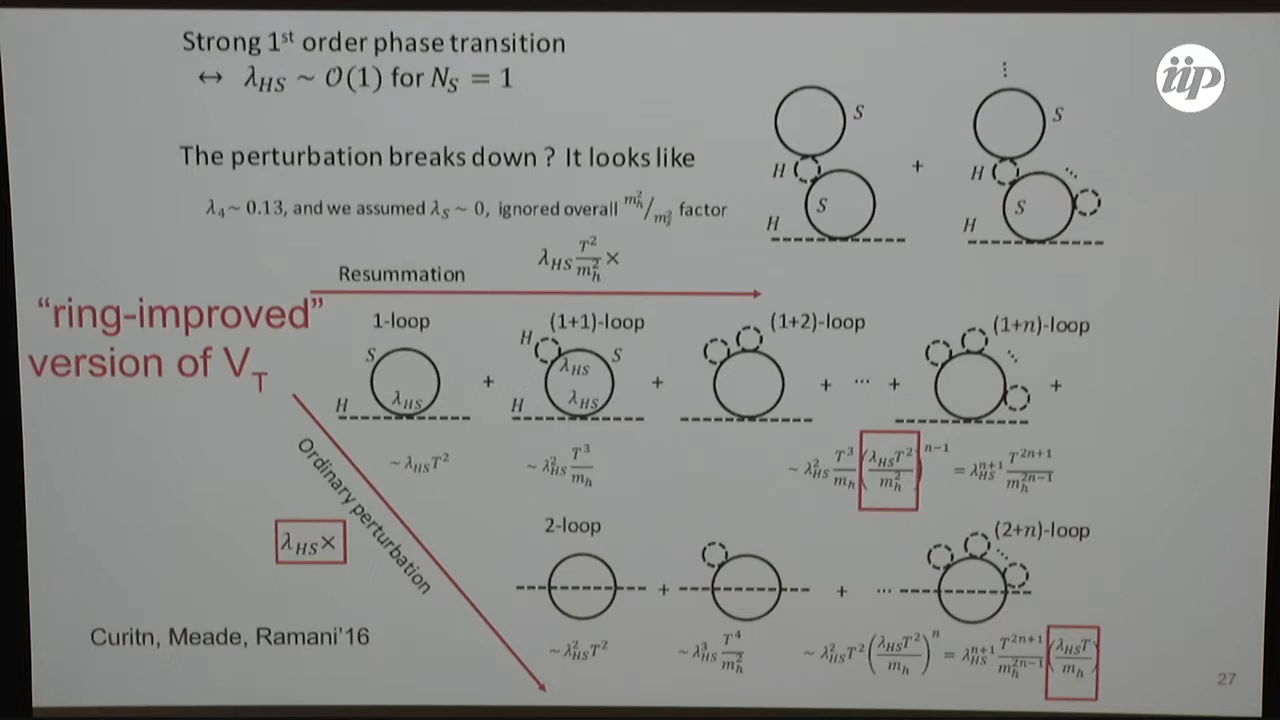 Strong 1st order phase transition
↔ λ_HS ~ O(1) for N_S = 1
iip
The perturbation breaks down ? It looks like
λ_4 ~ 0.13, and we assumed λ_S ~ 0, ignored overall m_h^2/m_s^2 factor
S
H
S
H
+
⋮
S
H
...
S
H
Resummation
λ_HS T^2/m_h^2 ×
"ring-improved"
version of V_T
1-loop
(1+1)-loop
(1+2)-loop
(1+n)-loop
S
λ_HS
H
+
H
S
λ_HS
λ_HS
H
+
+ ... +
...
+
~ λ_HS T^2
~ λ_HS^2 T^3/m_h
~ λ_HS^2 T^3/m_h (λ_HS T^2/m_h^2)^{n-1} = λ_HS^{n+1} T^{2n+1}/m_h^{2n-1}
Ordinary perturbation
λ_HS ×
2-loop
(2+n)-loop
+
+
...
...
~ λ_HS^2 T^2
~ λ_HS^3 T^4/m_h^2
~ λ_HS^2 T^2 (λ_HS T^2/m_h)^n = λ_HS^{n+1} T^{2n+1}/m_h^{2n-1} (λ_HS T/m_h)
Curitn, Meade, Ramani'16
27